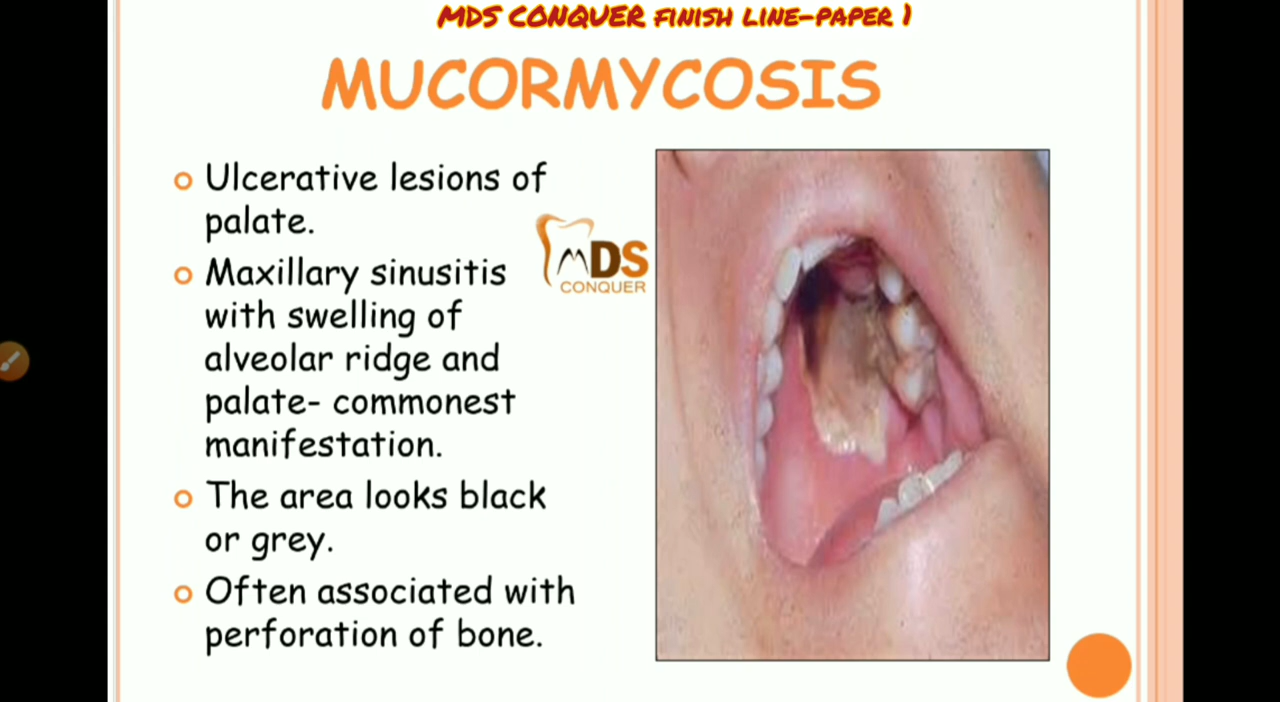 MDS CONQUER FINISH LINE-PAPER 1
MUCORMYCOSIS
Ulcerative lesions of
palate.
Maxillary sinusitis
with swelling of
alveolar ridge and
palate- commonest
manifestation.
The area looks black
or grey.
Often associated with
perforation of bone.
MDS
CONQUER